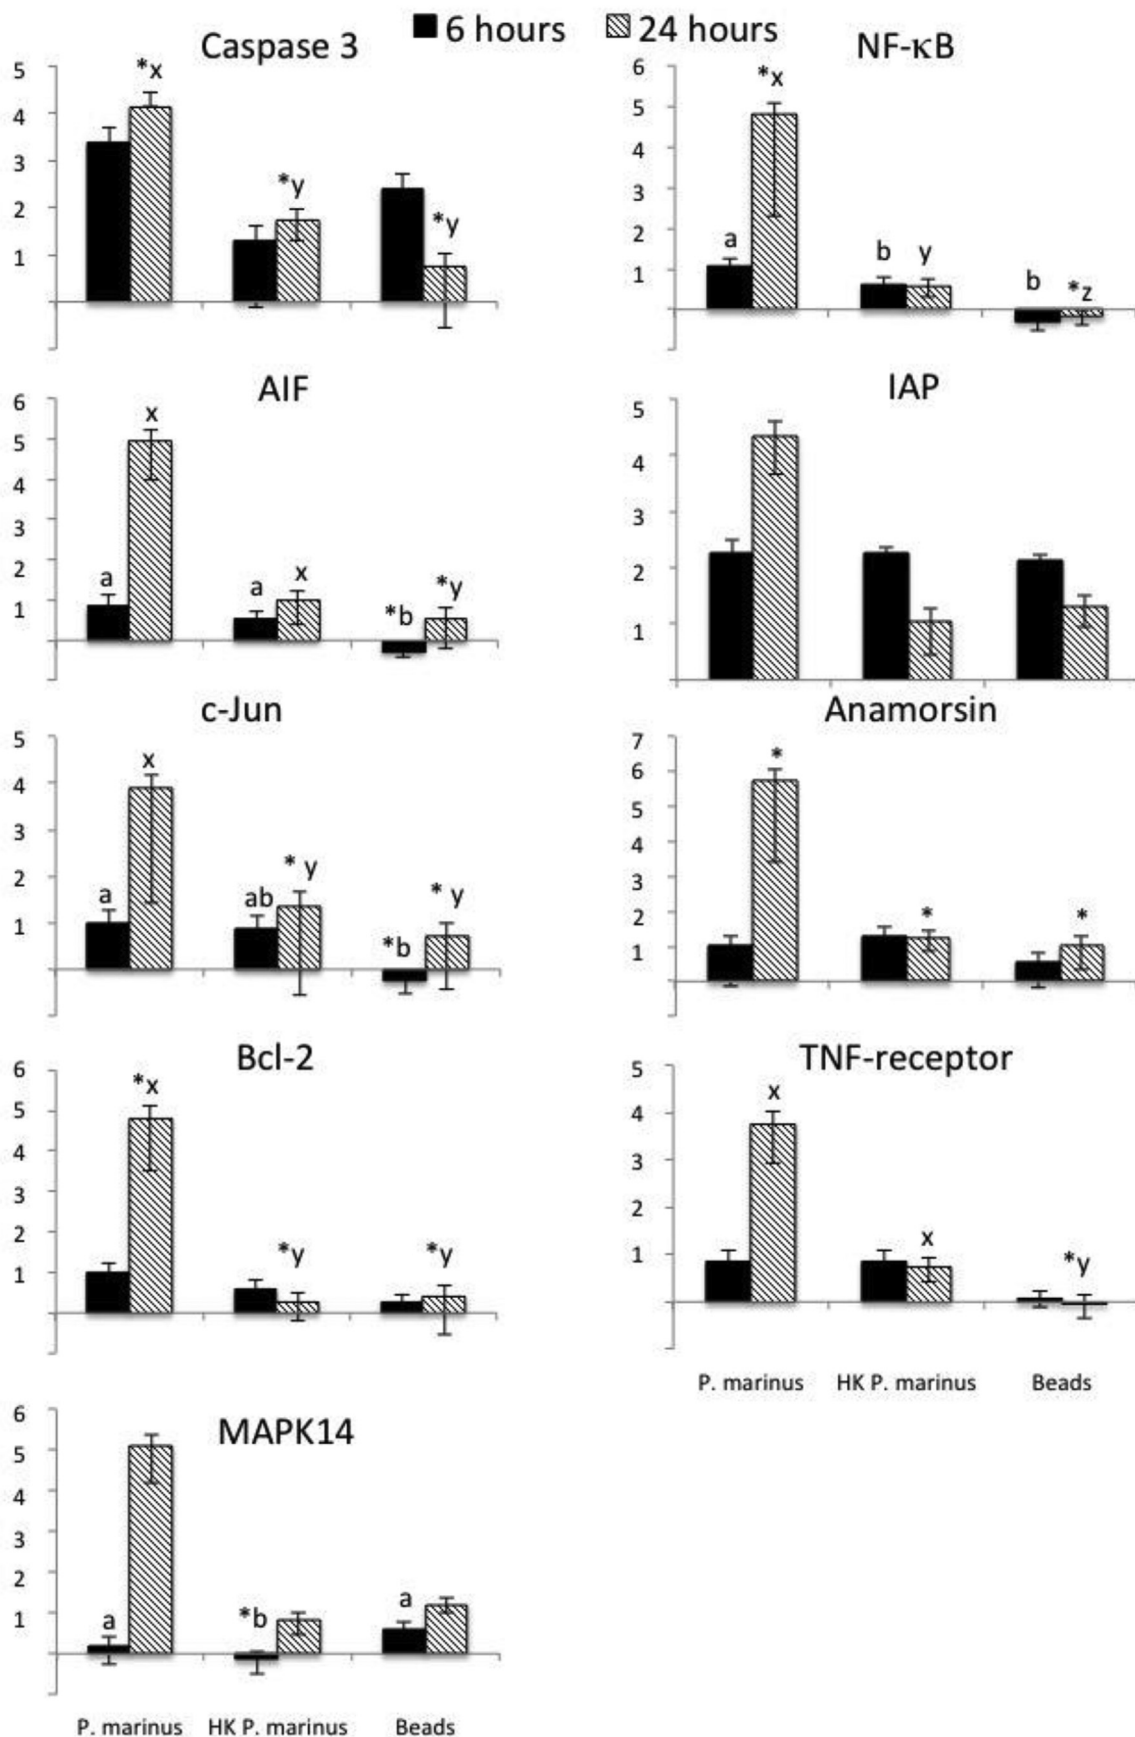 6 hours 24 hours
Caspase 3
5
4
3
2
1
*x
*y
*y
NF-κB
6
5
4
3
2
1
a
*x
b
y
b
*z
AIF
6
5
4
3
2
1
a
x
a
x
*b
*y
IAP
5
4
3
2
1
c-Jun
5
4
3
2
1
a
x
ab
* y
*b
* y
Anamorsin
7
6
5
4
3
2
1
*
*
*
Bcl-2
6
5
4
3
2
1
*x
*y
*y
TNF-receptor
5
4
3
2
1
x
x
*y
P. marinus HK P. marinus Beads
MAPK14
6
5
4
3
2
1
a
*b
a
P. marinus HK P. marinus Beads